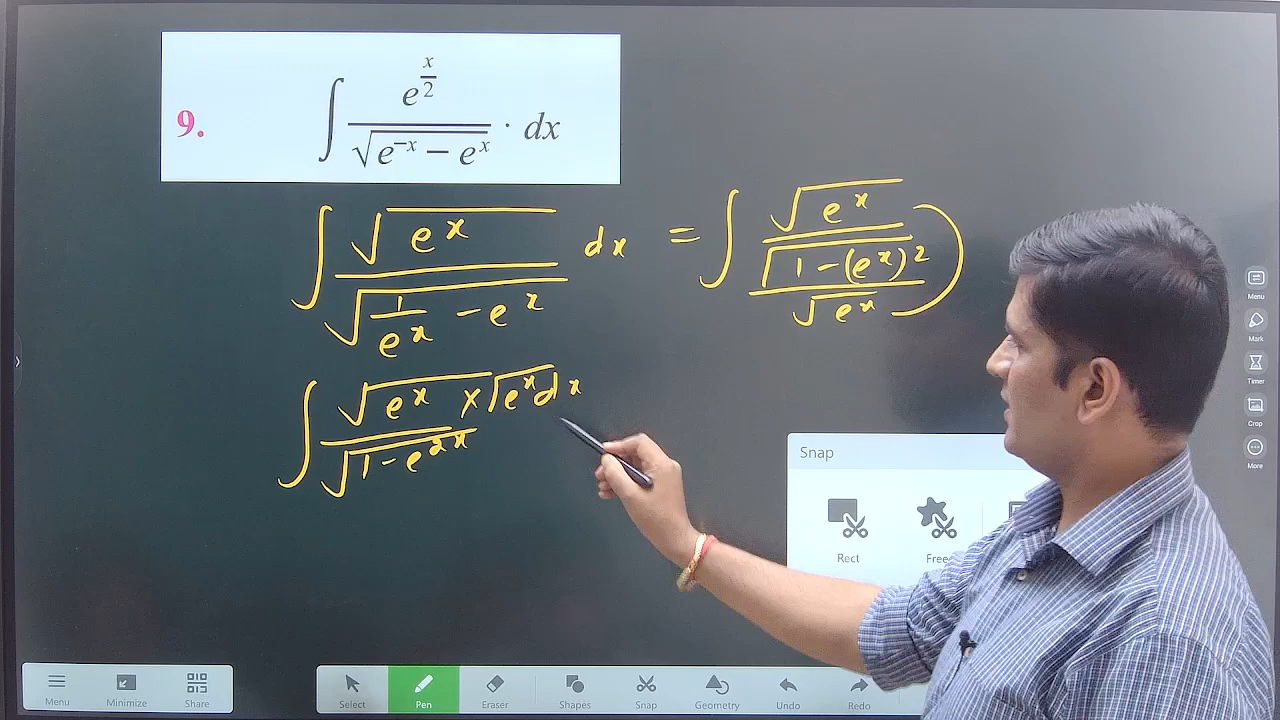 9. ∫ e^(x/2) / √(e^(−x) − e^x) · dx
∫ √(e^x) / √(1/e^x − e^x) dx = ∫ √(e^x) / (√(1 − (e^x)^2) / √(e^x))
∫ √(e^x) × √(e^x) dx / √(1 − e^(2x))
Menu
Mark
Timer
Crop
More
Snap
Rect
Free
Menu Minimize Share
Select Pen Eraser Shapes Snap Geometry Undo Redo